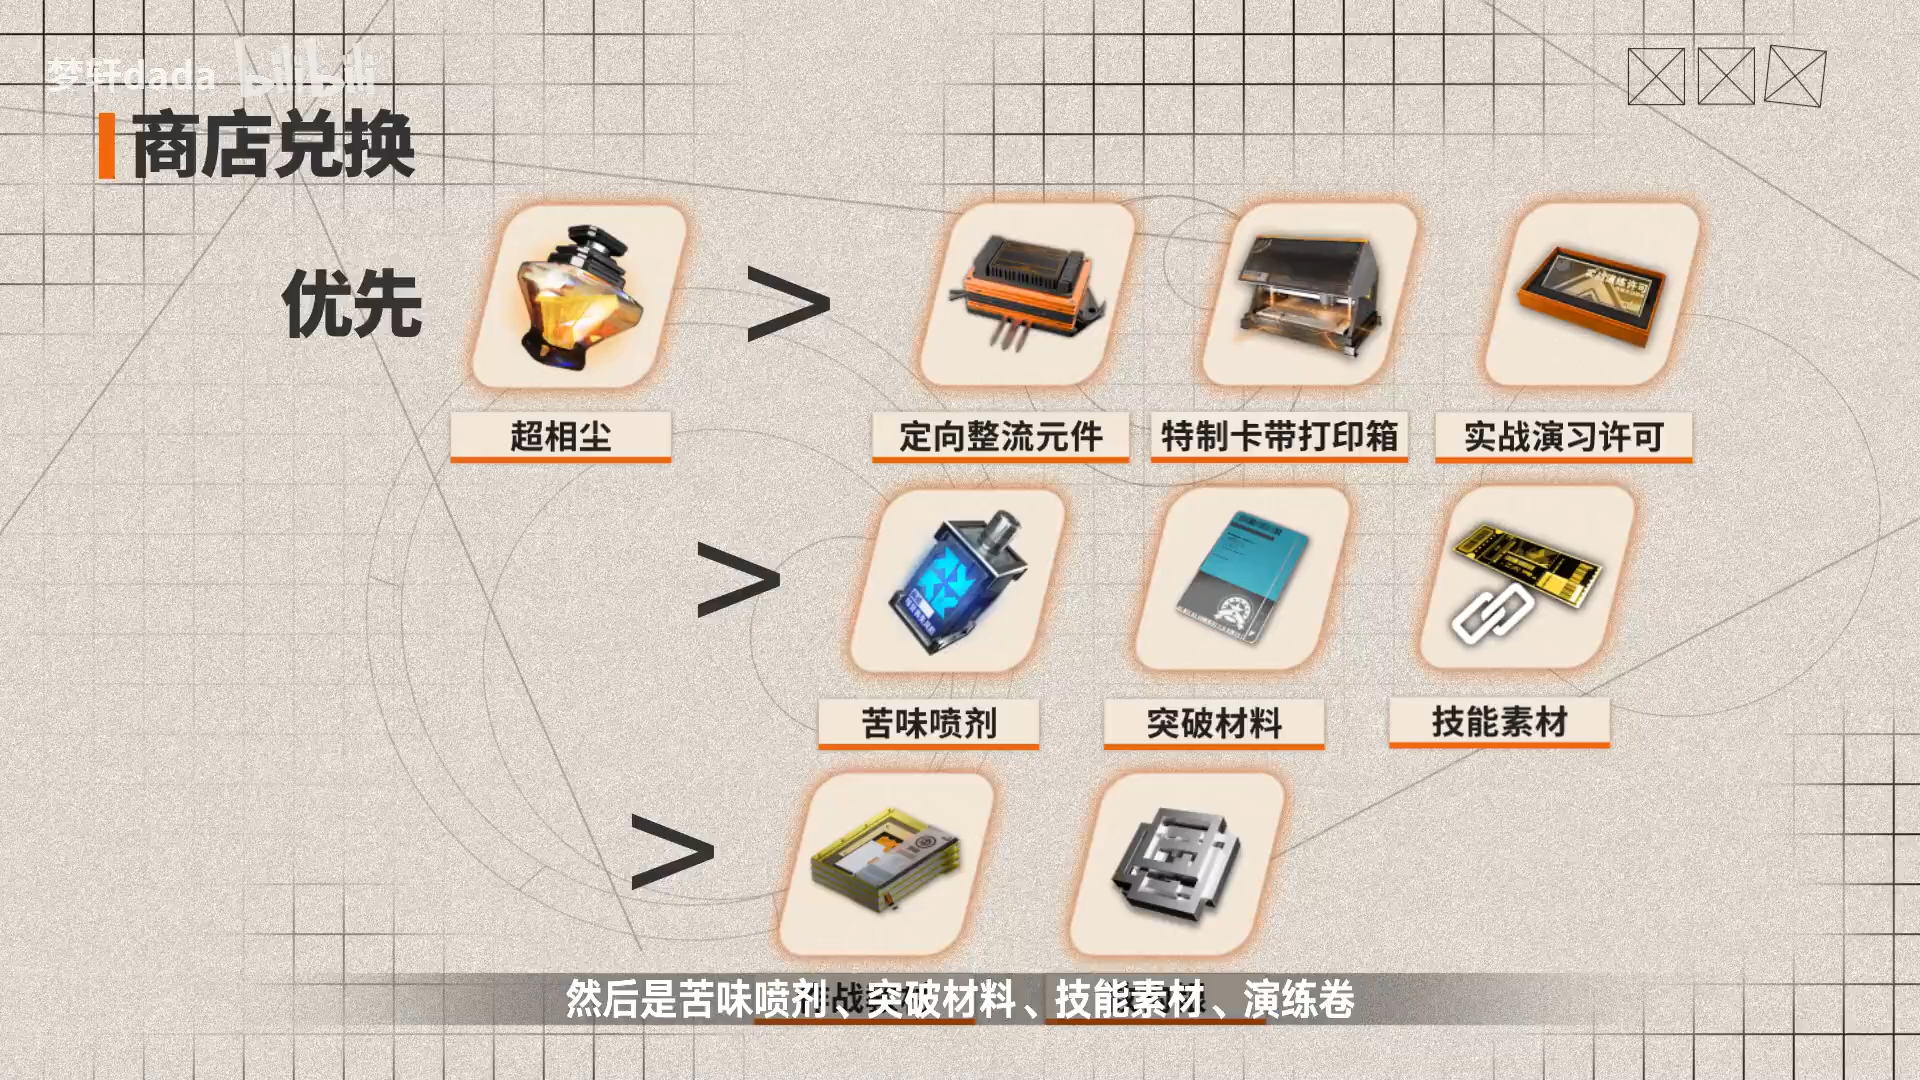 梦轩dada bilibili
商店兑换
优先
>
超相尘
定向整流元件
特制卡带打印箱
实战演习许可
>
苦味喷剂
突破材料
技能素材
>
然后是苦味喷剂、突破材料、技能素材、演练卷